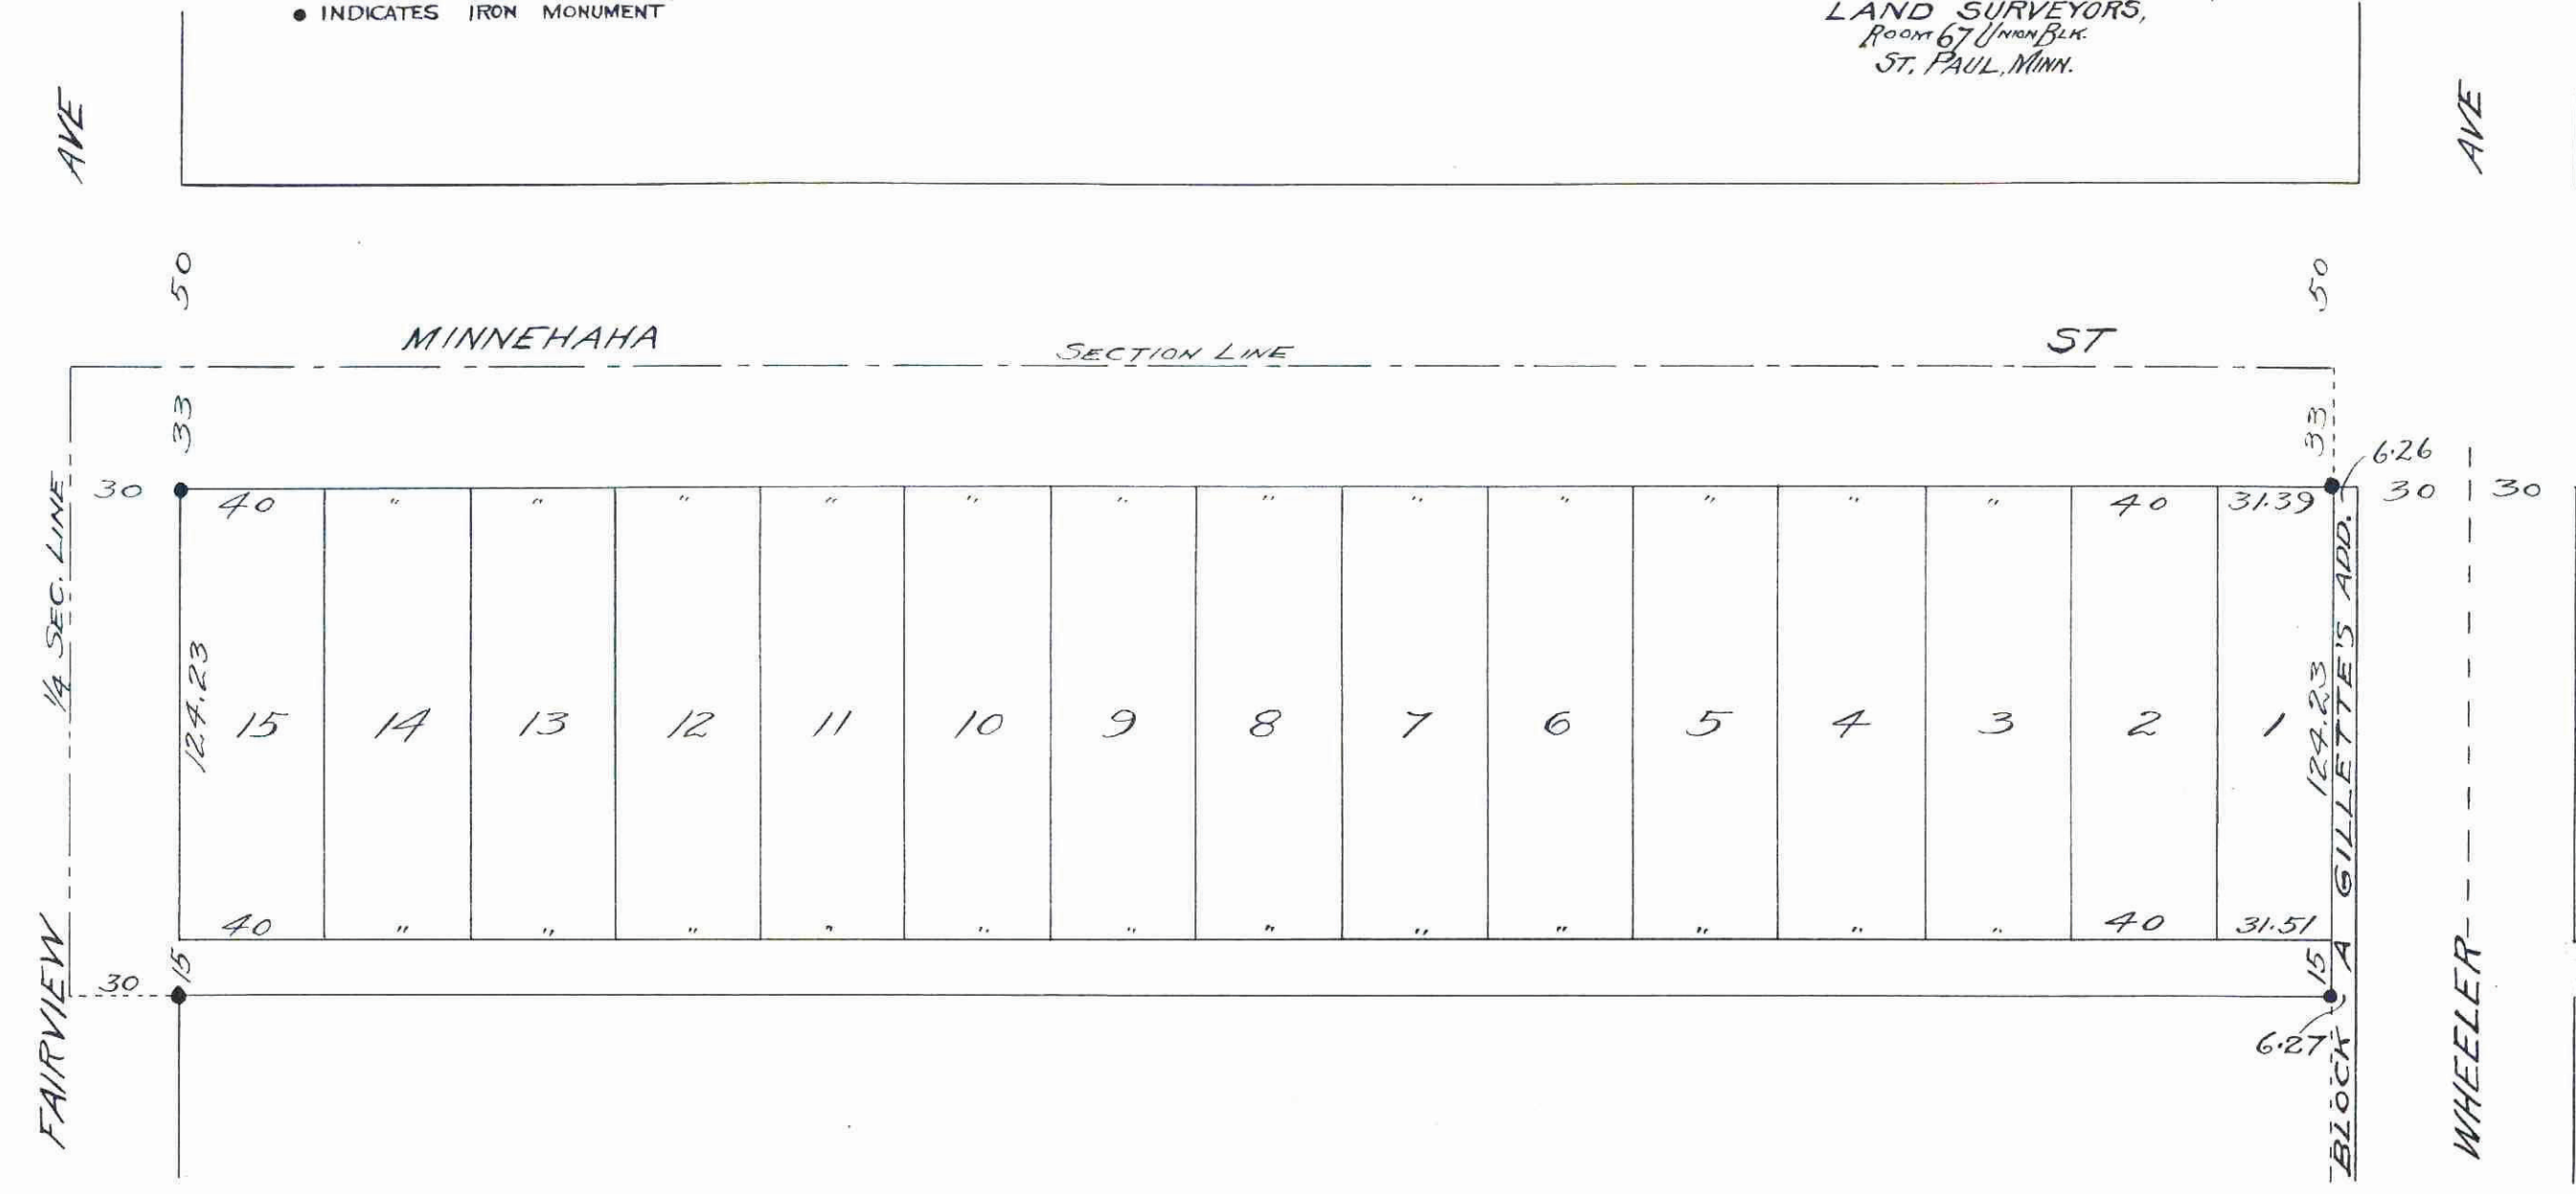 ● INDICATES IRON MONUMENT
LAND SURVEYORS,
ROOM 67 UNION BLK.
ST. PAUL, MINN.
AVE
AVE
50
50
MINNEHAHA
SECTION LINE
ST
33
33
6.26
30
40 " " " " " " " " " " " " 40 31.39
30
30
1/4 SEC. LINE
124.23
15 14 13 12 11 10 9 8 7 6 5 4 3 2 1
124.23
BLOCK A GILLETTE'S ADD.
40 " " " " " " " " " " " " 40 31.51
15
15
30
6.27
FAIRVIEW
WHEELER